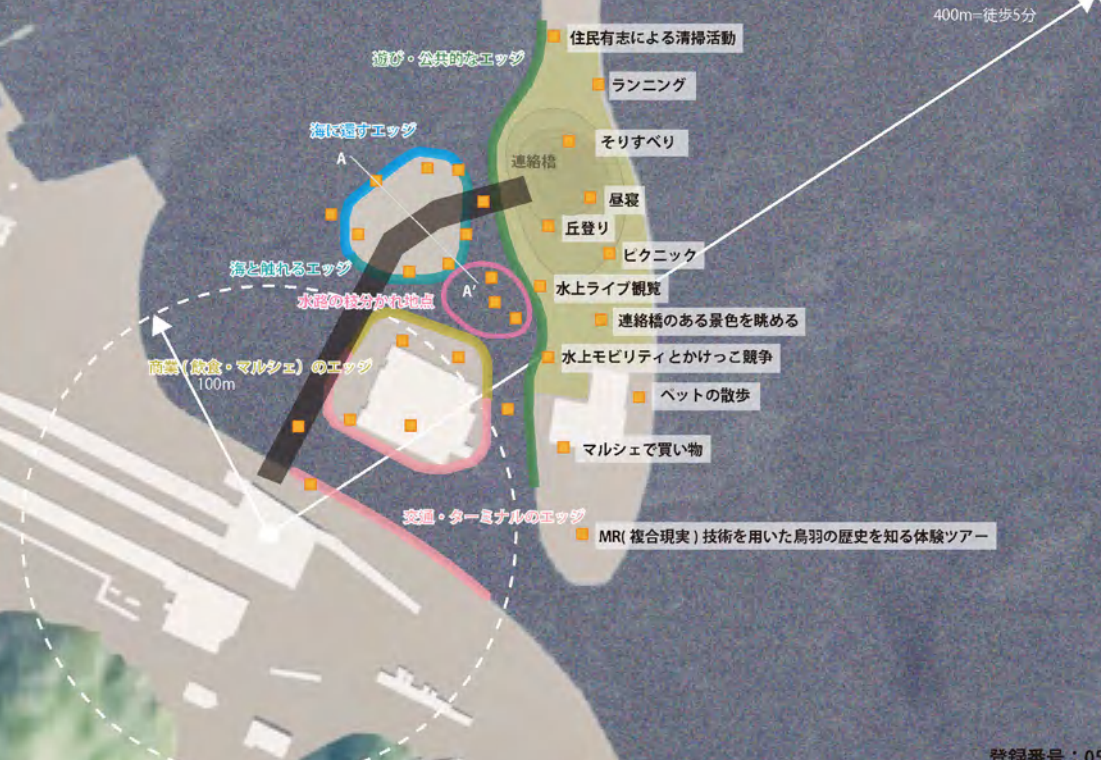 400m=徒歩5分
住民有志による清掃活動
遊び・公共的なエッジ
ランニング
海に還すエッジ
そりすべり
A
連絡橋
昼寝
丘登り
ピクニック
海と触れるエッジ
水上ライブ観覧
A'
水路の枝分かれ地点
連絡橋のある景色を眺める
水上モビリティとかけっこ競争
商業(飲食・マルシェ)のエッジ
100m
ペットの散歩
マルシェで買い物
交通・ターミナルのエッジ
MR(複合現実)技術を用いた鳥羽の歴史を知る体験ツアー
登録番号：05